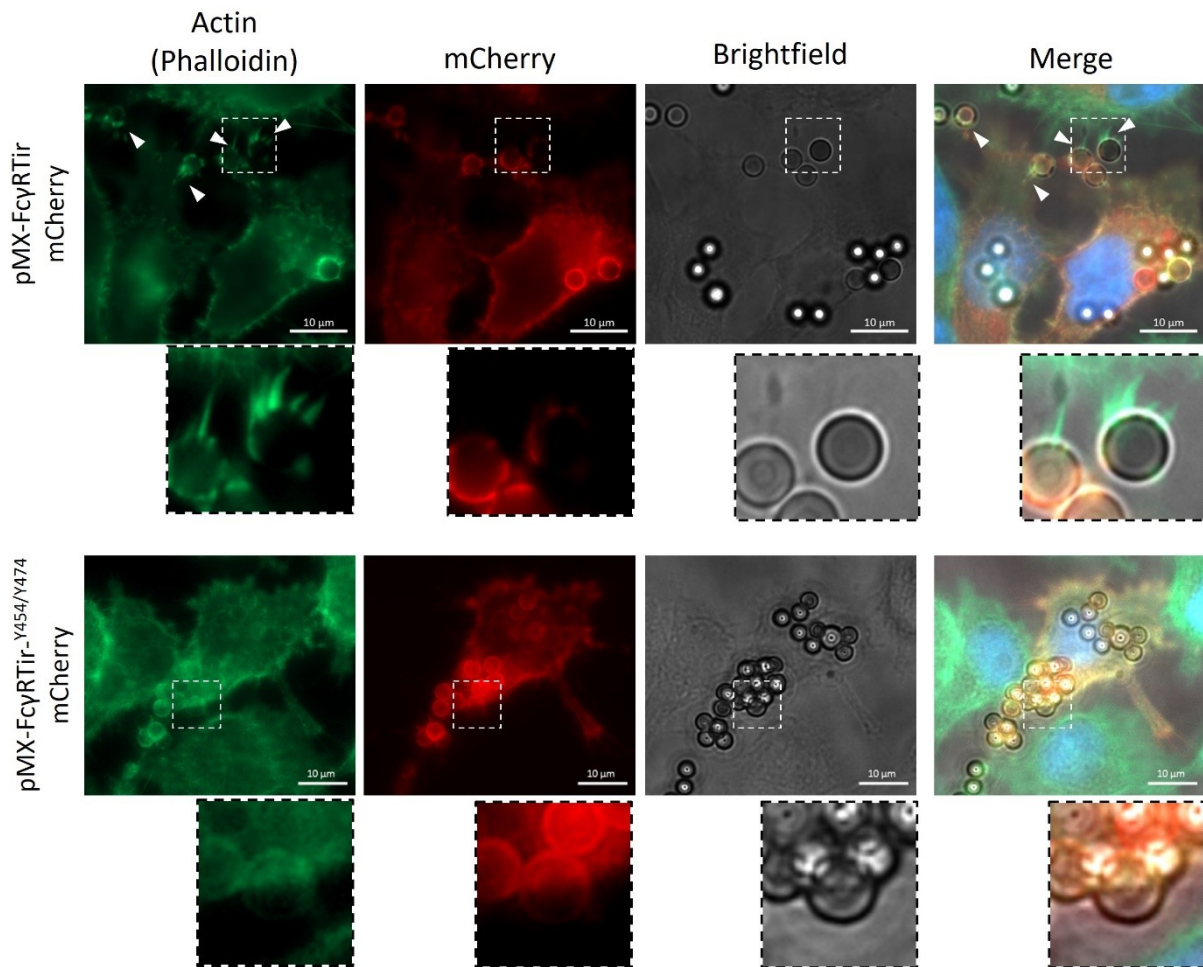 Actin
(Phalloidin)
mCherry
Brightfield
Merge
pMX-FcγRTir
mCherry
10 µm
10 µm
10 µm
10 µm
pMX-FcγRTir-Y454/Y474
mCherry
10 µm
10 µm
10 µm
10 µm